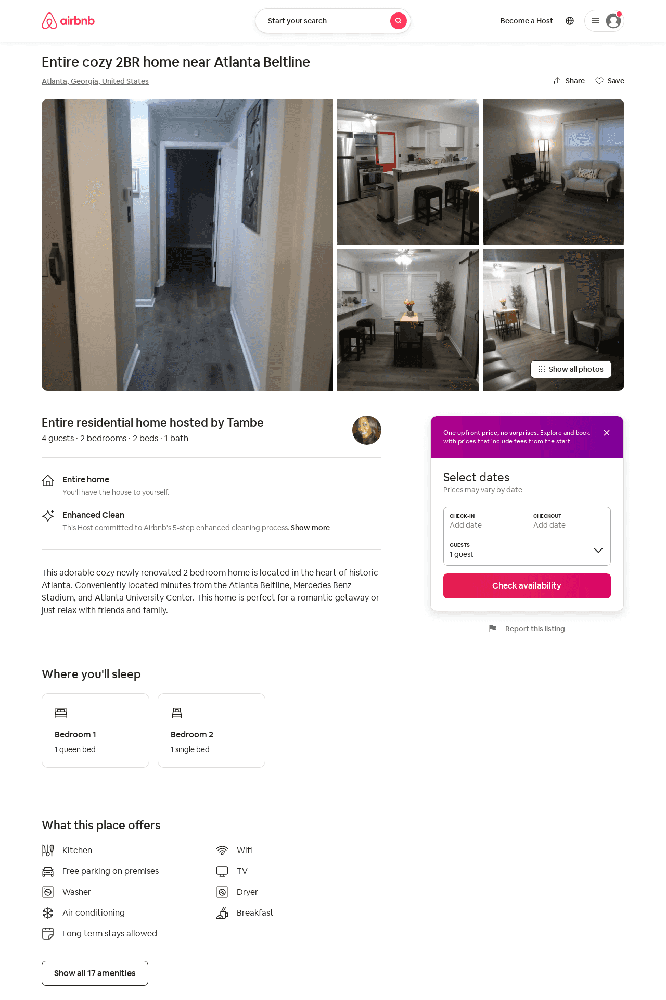 airbnb
Start your search
Become a Host
Entire cozy 2BR home near Atlanta Beltline
Atlanta, Georgia, United States
Share
Save
Show all photos
Entire residential home hosted by Tambe
4 guests · 2 bedrooms · 2 beds · 1 bath
Entire home
You'll have the house to yourself.
Enhanced Clean
This Host committed to Airbnb's 5-step enhanced cleaning process. Show more
This adorable cozy newly renovated 2 bedroom home is located in the heart of historic
Atlanta. Conveniently located minutes from the Atlanta Beltline, Mercedes Benz
Stadium, and Atlanta University Center. This home is perfect for a romantic getaway or
just relax with friends and family.
One upfront price, no surprises. Explore and book
with prices that include fees from the start.
Select dates
Prices may vary by date
CHECK-IN
Add date
CHECKOUT
Add date
GUESTS
1 guest
Check availability
Report this listing
Where you'll sleep
Bedroom 1
1 queen bed
Bedroom 2
1 single bed
What this place offers
Kitchen
Wifi
Free parking on premises
TV
Washer
Dryer
Air conditioning
Breakfast
Long term stays allowed
Show all 17 amenities